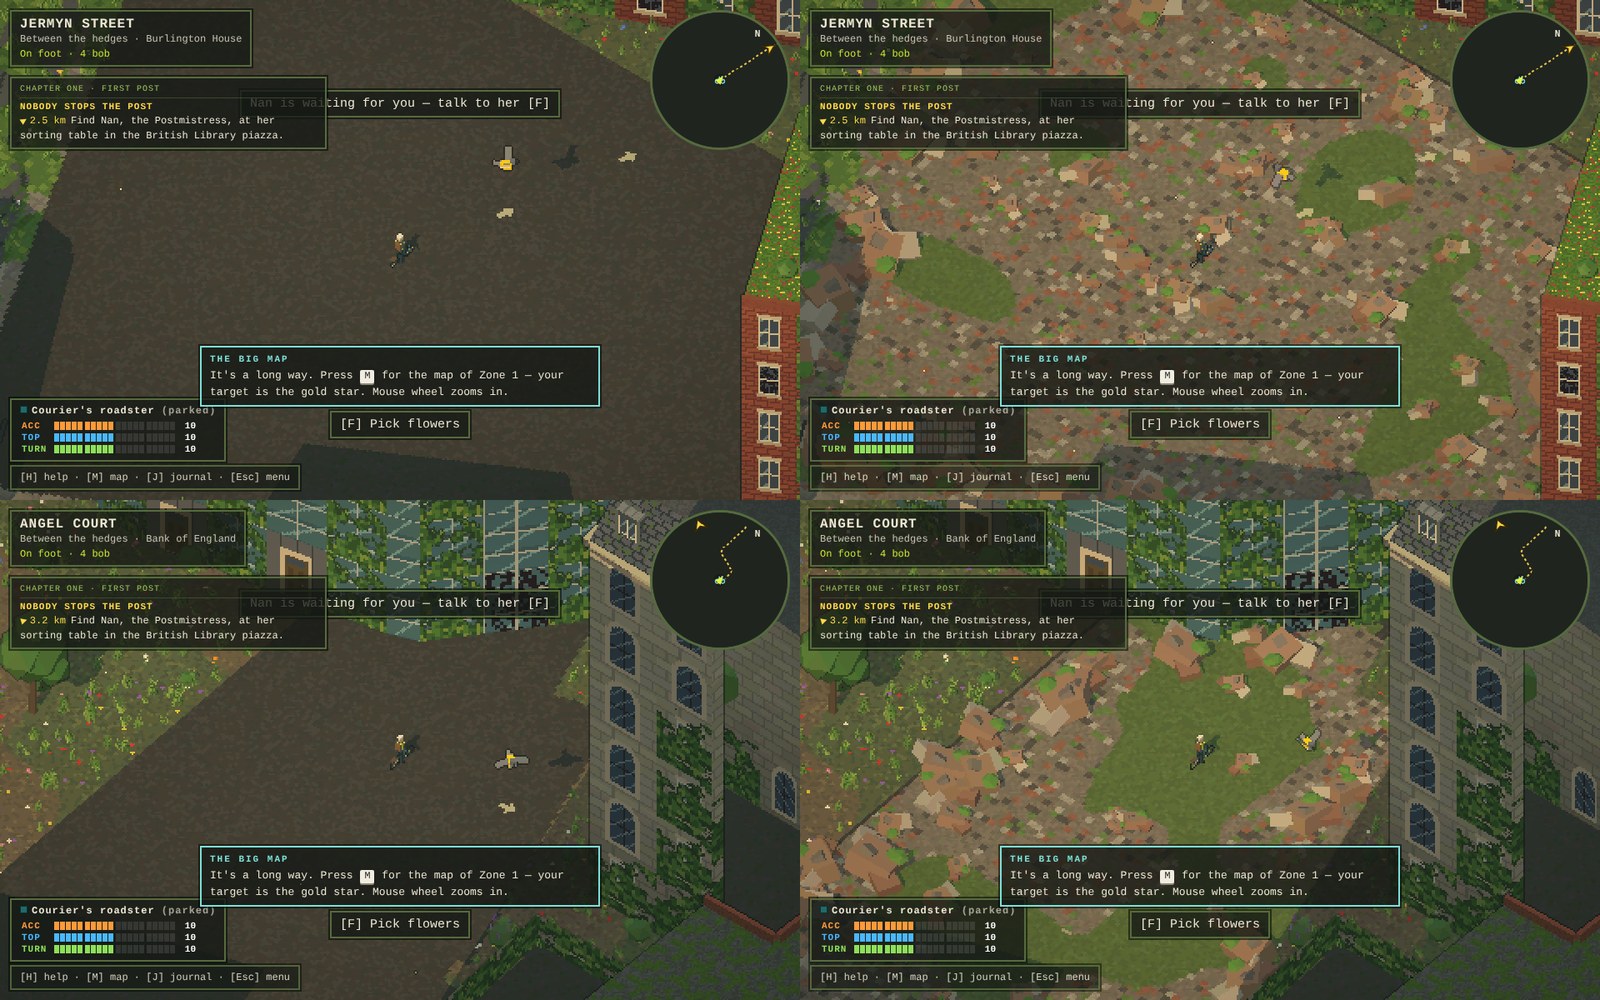 JERMYN STREET
Between the hedges · Burlington House
On foot · 4 bob
N
CHAPTER ONE · FIRST POST
NOBODY STOPS THE POST
2.5 km Find Nan, the Postmistress, at her
sorting table in the British Library piazza.
Nan is waiting for you — talk to her [F]
THE BIG MAP
It's a long way. Press M for the map of Zone 1 — your
target is the gold star. Mouse wheel zooms in.
[F] Pick flowers
Courier's roadster (parked)
ACC 10
TOP 10
TURN 10
[H] help · [M] map · [J] journal · [Esc] menu
JERMYN STREET
Between the hedges · Burlington House
On foot · 4 bob
N
CHAPTER ONE · FIRST POST
NOBODY STOPS THE POST
2.5 km Find Nan, the Postmistress, at her
sorting table in the British Library piazza.
Nan is waiting for you — talk to her [F]
THE BIG MAP
It's a long way. Press M for the map of Zone 1 — your
target is the gold star. Mouse wheel zooms in.
[F] Pick flowers
Courier's roadster (parked)
ACC 10
TOP 10
TURN 10
[H] help · [M] map · [J] journal · [Esc] menu
ANGEL COURT
Between the hedges · Bank of England
On foot · 4 bob
N
CHAPTER ONE · FIRST POST
NOBODY STOPS THE POST
3.2 km Find Nan, the Postmistress, at her
sorting table in the British Library piazza.
Nan is waiting for you — talk to her [F]
THE BIG MAP
It's a long way. Press M for the map of Zone 1 — your
target is the gold star. Mouse wheel zooms in.
[F] Pick flowers
Courier's roadster (parked)
ACC 10
TOP 10
TURN 10
[H] help · [M] map · [J] journal · [Esc] menu
ANGEL COURT
Between the hedges · Bank of England
On foot · 4 bob
N
CHAPTER ONE · FIRST POST
NOBODY STOPS THE POST
3.2 km Find Nan, the Postmistress, at her
sorting table in the British Library piazza.
Nan is waiting for you — talk to her [F]
THE BIG MAP
It's a long way. Press M for the map of Zone 1 — your
target is the gold star. Mouse wheel zooms in.
[F] Pick flowers
Courier's roadster (parked)
ACC 10
TOP 10
TURN 10
[H] help · [M] map · [J] journal · [Esc] menu